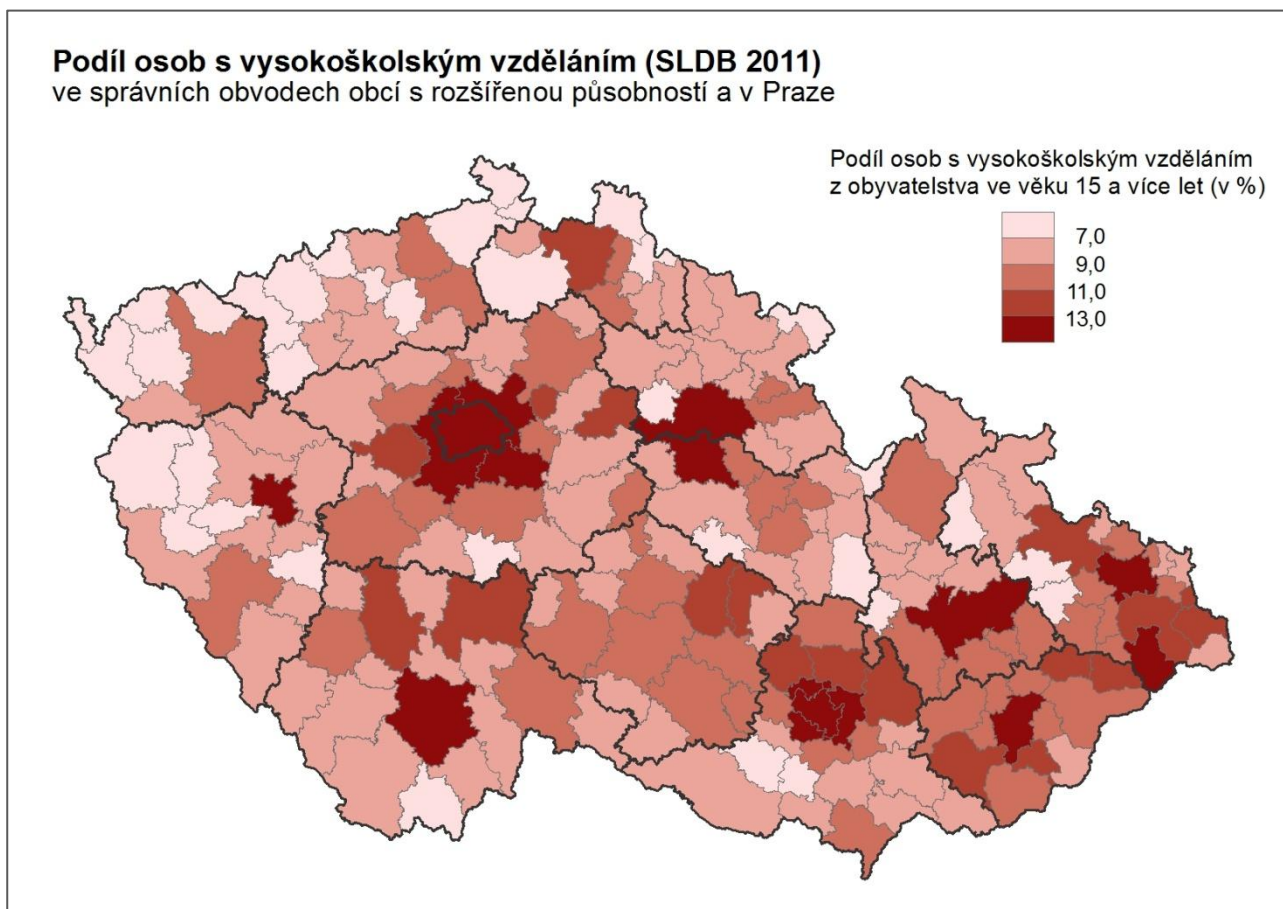 Podíl osob s vysokoškolským vzděláním (SLDB 2011)
ve správních obvodech obcí s rozšířenou působností a v Praze
Podíl osob s vysokoškolským vzděláním
z obyvatelstva ve věku 15 a více let (v %)
7,0
9,0
11,0
13,0